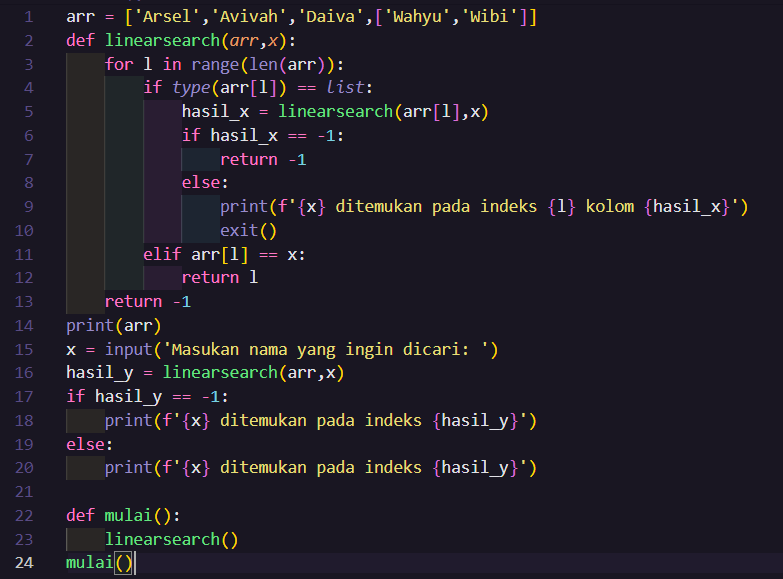 1 arr = ['Arsel','Avivah','Daiva',['Wahyu','Wibi']]
2 def linearsearch(arr,x):
3     for l in range(len(arr)):
4         if type(arr[l]) == list:
5             hasil_x = linearsearch(arr[l],x)
6             if hasil_x == -1:
7                 return -1
8             else:
9                 print(f'{x} ditemukan pada indeks {l} kolom {hasil_x}')
10                 exit()
11         elif arr[l] == x:
12             return l
13     return -1
14 print(arr)
15 x = input('Masukan nama yang ingin dicari: ')
16 hasil_y = linearsearch(arr,x)
17 if hasil_y == -1:
18     print(f'{x} ditemukan pada indeks {hasil_y}')
19 else:
20     print(f'{x} ditemukan pada indeks {hasil_y}')
21
22 def mulai():
23     linearsearch()
24 mulai()